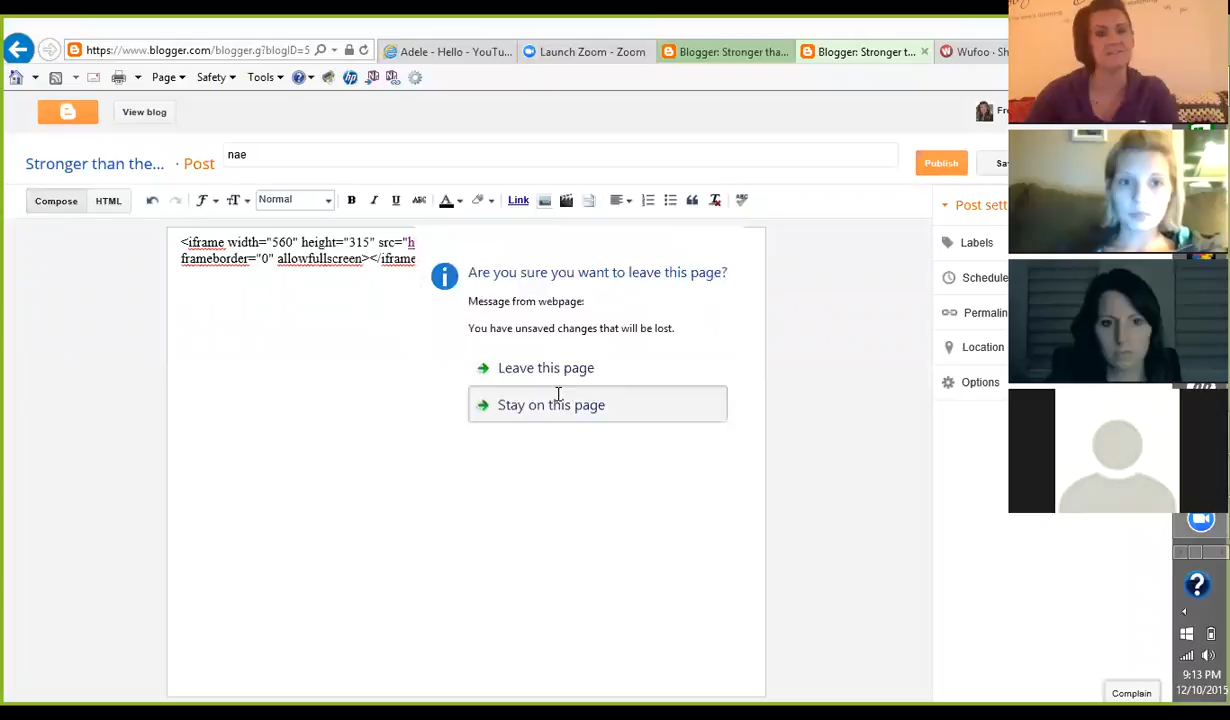 https://www.blogger.com/blogger.g?blogID=5
Adele - Hello - YouTu...
Launch Zoom - Zoom
Blogger: Stronger tha...
Blogger: Stronger t...
Wufoo - Sh
Page
Safety
Tools
View blog
Fr
Stronger than the... · Post
nae
Publish
Sa
Compose
HTML
Normal
Link
Post sett
<iframe width="560" height="315" src="h
frameborder="0" allowfullscreen></iframe
Labels
Schedule
Permalin
Location
Options
Are you sure you want to leave this page?
Message from webpage:
You have unsaved changes that will be lost.
Leave this page
Stay on this page
9:13 PM
12/10/2015
Complain